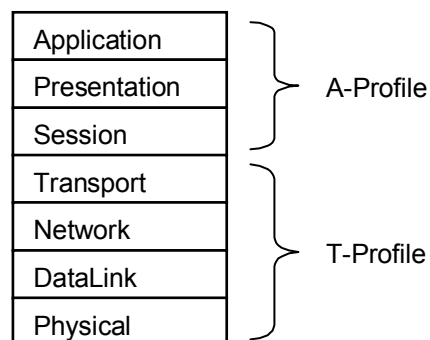 Application
Presentation
Session
Transport
Network
DataLink
Physical
A-Profile
T-Profile